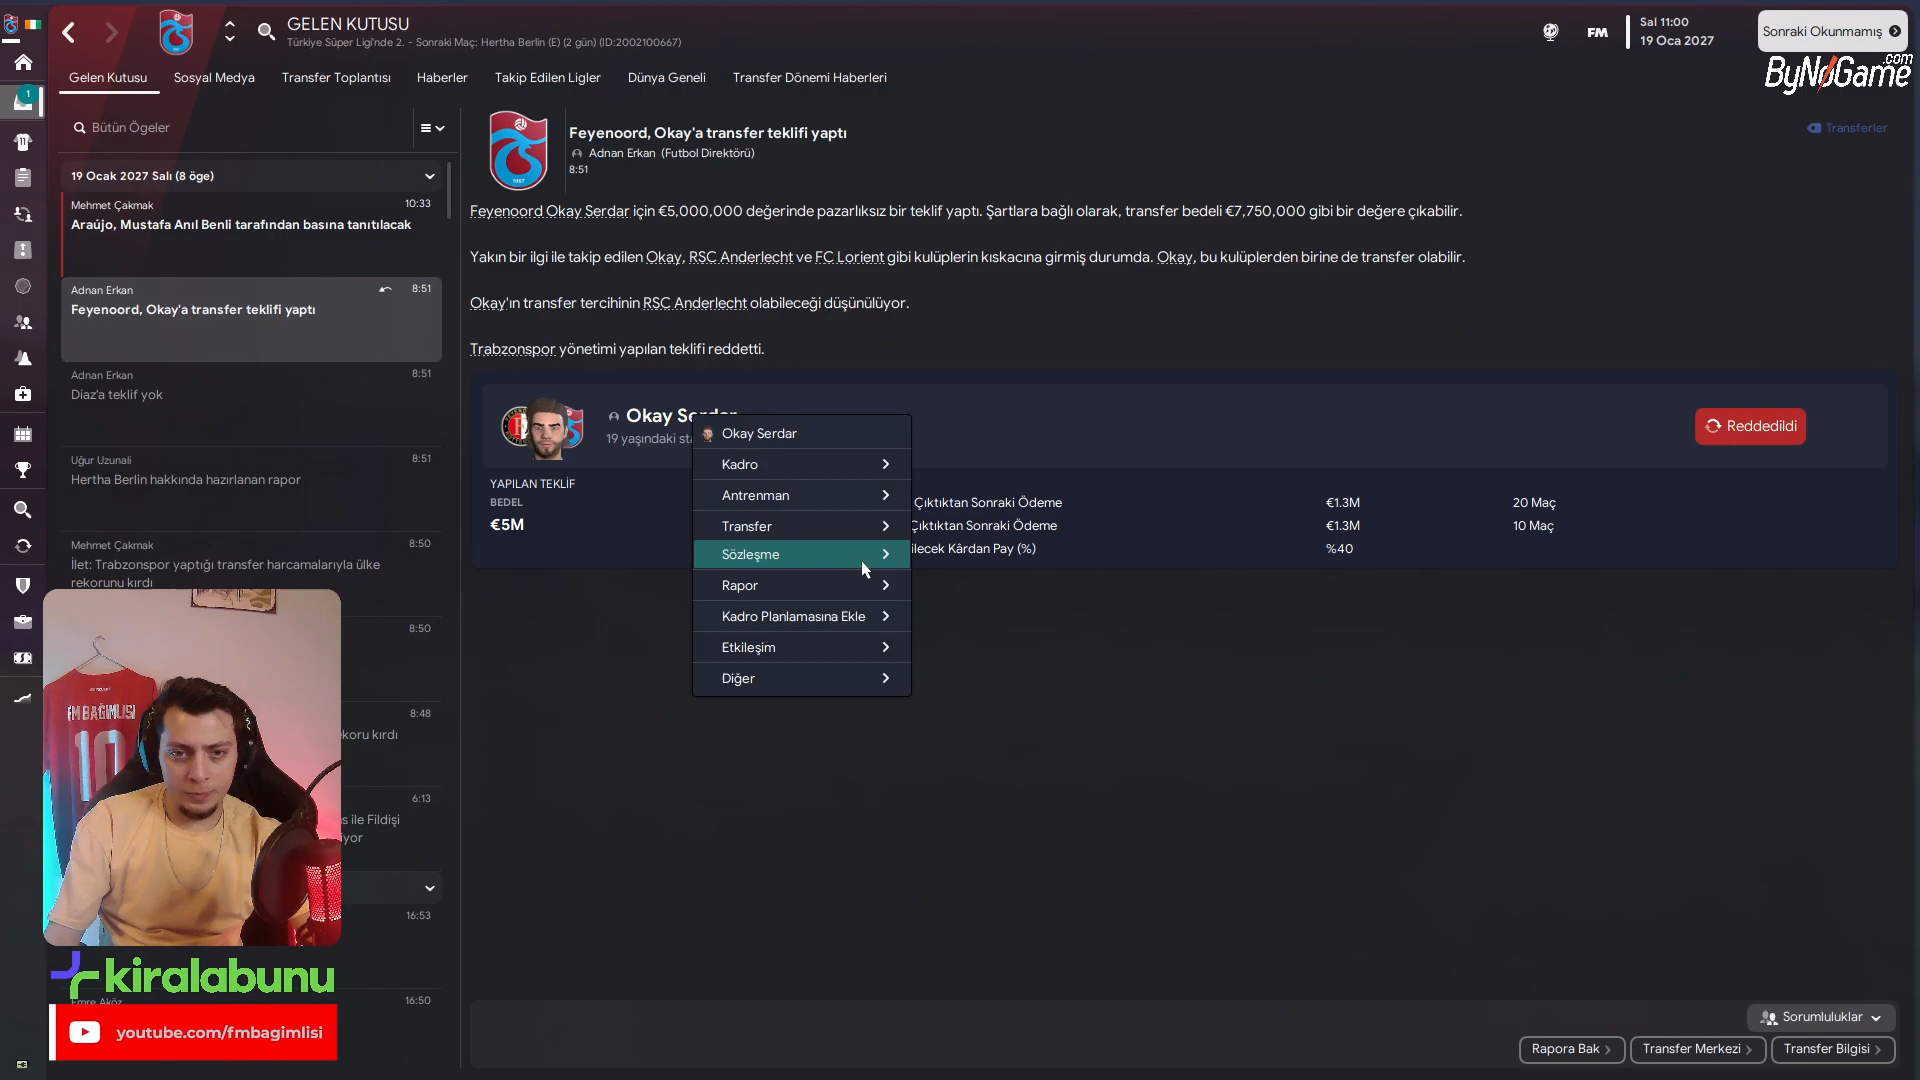 GELEN KUTUSU
Türkiye Süper Ligi'nde 2. - Sonraki Maç: Hertha Berlin (E) (2 gün) (ID:2002100667)
FM
Sal 11:00
19 Oca 2027
Sonraki Okunmamış
ByNoGame.com
Gelen Kutusu
Sosyal Medya
Transfer Toplantısı
Haberler
Takip Edilen Ligler
Dünya Geneli
Transfer Dönemi Haberleri
1
Bütün Ögeler
19 Ocak 2027 Salı (8 öge)
Mehmet Çakmak 10:33
Araújo, Mustafa Anıl Benli tarafından basına tanıtılacak
Adnan Erkan 8:51
Feyenoord, Okay'a transfer teklifi yaptı
Adnan Erkan 8:51
Díaz'a teklif yok
Uğur Uzunali 8:51
Hertha Berlin hakkında hazırlanan rapor
Mehmet Çakmak 8:50
İlet: Trabzonspor yaptığı transfer harcamalarıyla ülke
rekorunu kırdı
8:50
8:48
koru kırdı
6:13
s ile Fildişi
iyor
16:53
Emre Aköz 16:50
Feyenoord, Okay'a transfer teklifi yaptı
Adnan Erkan (Futbol Direktörü)
8:51
Transferler
Feyenoord Okay Serdar için €5,000,000 değerinde pazarlıksız bir teklif yaptı. Şartlara bağlı olarak, transfer bedeli €7,750,000 gibi bir değere çıkabilir.
Yakın bir ilgi ile takip edilen Okay, RSC Anderlecht ve FC Lorient gibi kulüplerin kıskacına girmiş durumda. Okay, bu kulüplerden birine de transfer olabilir.
Okay'ın transfer tercihinin RSC Anderlecht olabileceği düşünülüyor.
Trabzonspor yönetimi yapılan teklifi reddetti.
Okay Serdar
19 yaşındaki sta
Reddedildi
YAPILAN TEKLİF
BEDEL
€5M
Çıktıktan Sonraki Ödeme €1.3M 20 Maç
Çıktıktan Sonraki Ödeme €1.3M 10 Maç
ilecek Kârdan Pay (%) %40
Okay Serdar
Kadro
Antrenman
Transfer
Sözleşme
Rapor
Kadro Planlamasına Ekle
Etkileşim
Diğer
FM BAĞIMLISI
10
kiralabunu
youtube.com/fmbagimlisi
Sorumluluklar
Rapora Bak
Transfer Merkezi
Transfer Bilgisi